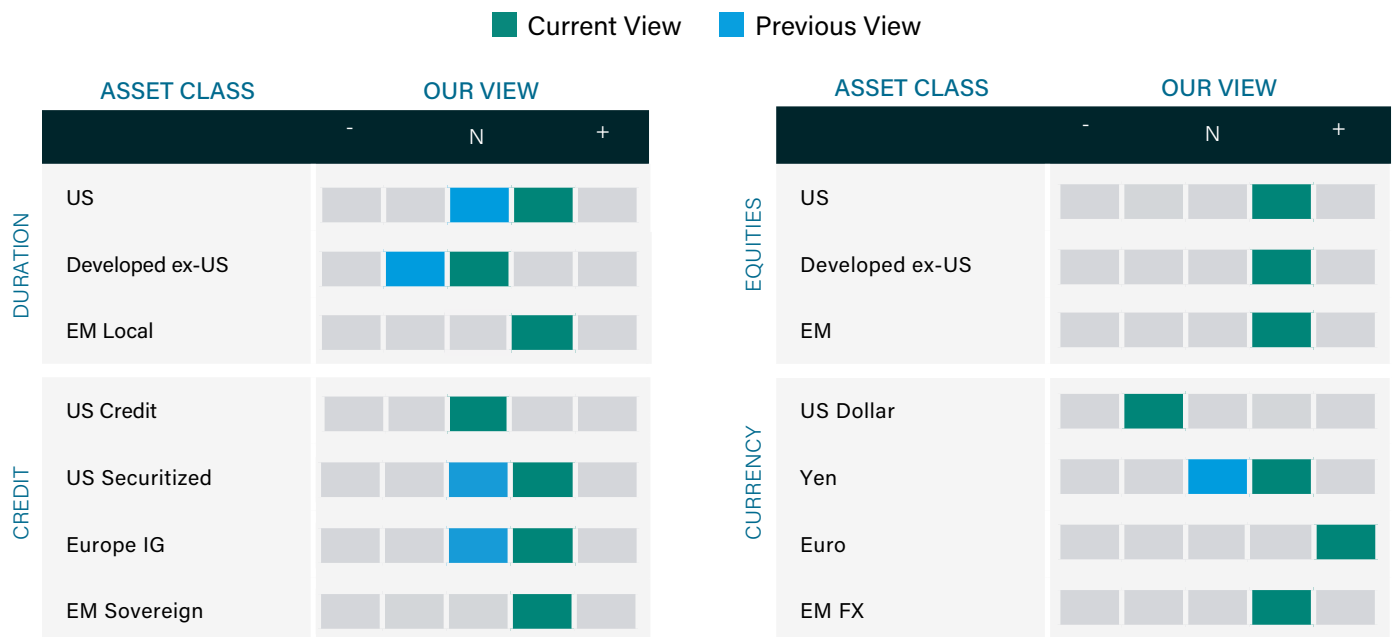 Current View Previous View
ASSET CLASS OUR VIEW
- N +
DURATION
US
Developed ex-US
EM Local
CREDIT
US Credit
US Securitized
Europe IG
EM Sovereign
ASSET CLASS OUR VIEW
- N +
EQUITIES
US
Developed ex-US
EM
CURRENCY
US Dollar
Yen
Euro
EM FX